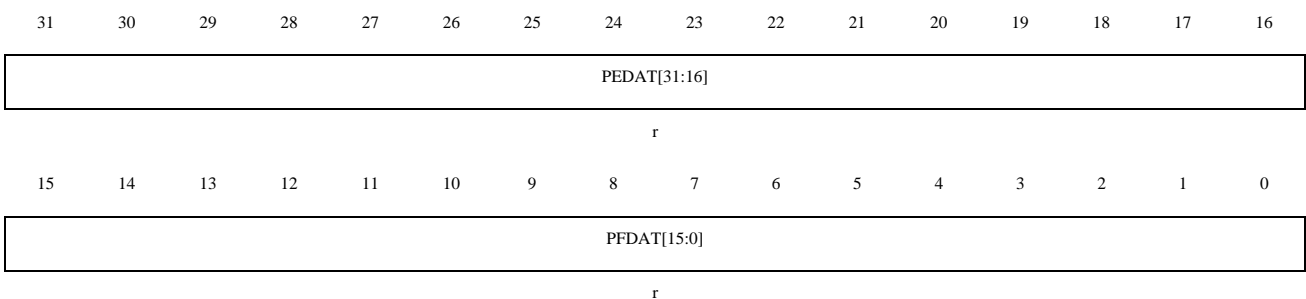 31 30 29 28 27 26 25 24 23 22 21 20 19 18 17 16
PEDAT[31:16]
r
15 14 13 12 11 10 9 8 7 6 5 4 3 2 1 0
PFDAT[15:0]
r